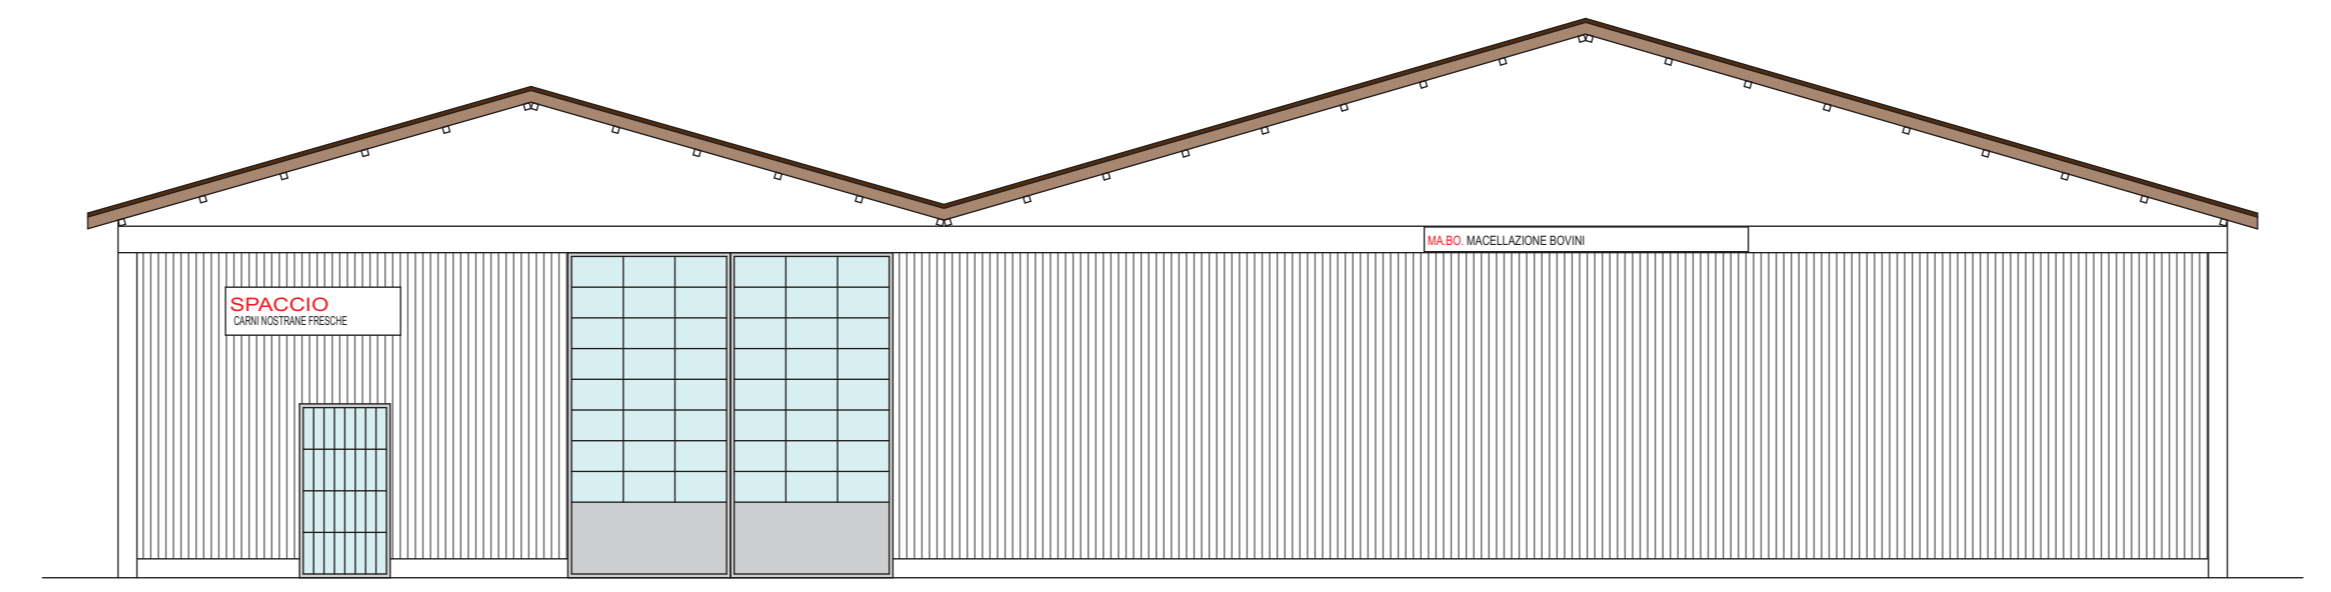 MA.BO. MACELLAZIONE BOVINI
SPACCIO
CARNI NOSTRANE FRESCHE